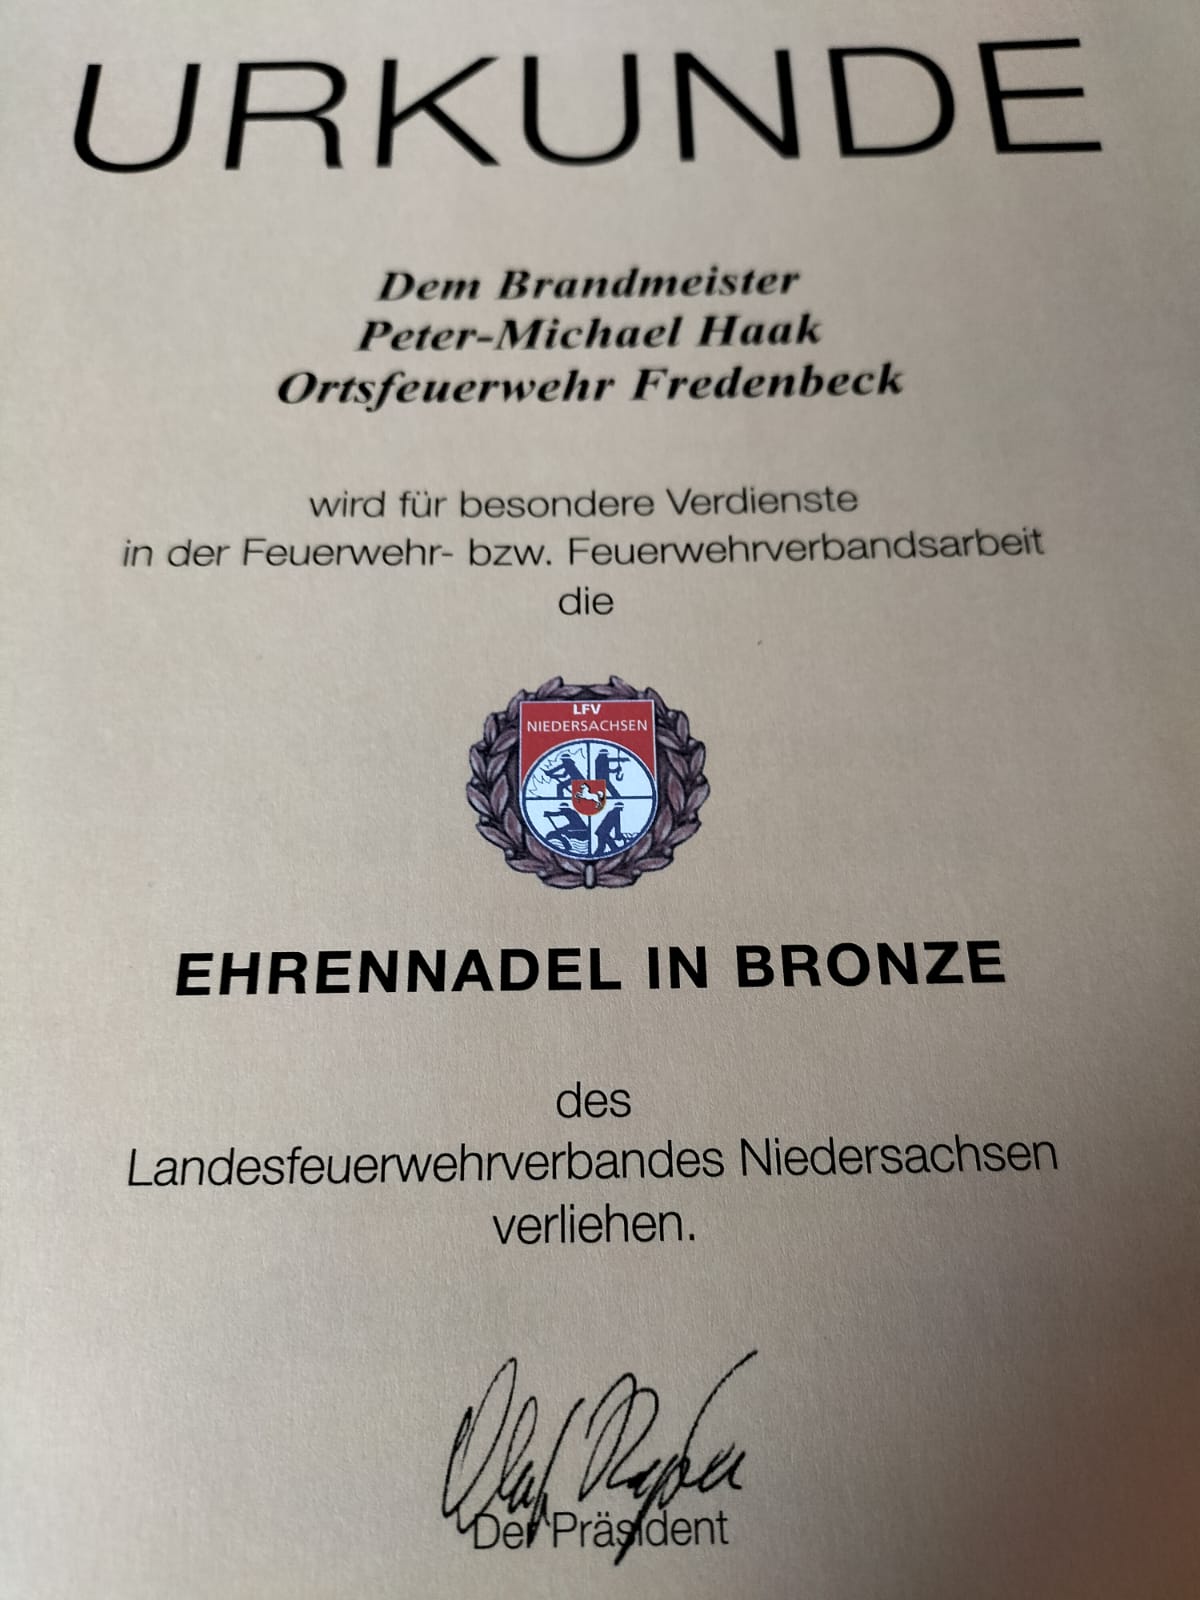 URKUNDE
Dem Brandmeister
Peter-Michael Haak
Ortsfeuerwehr Fredenbeck
wird für besondere Verdienste
in der Feuerwehr- bzw. Feuerwehrverbandsarbeit
die
LFV
NIEDERSACHSEN
EHRENNADEL IN BRONZE
des
Landesfeuerwehrverbandes Niedersachsen
verliehen.
Der Präsident